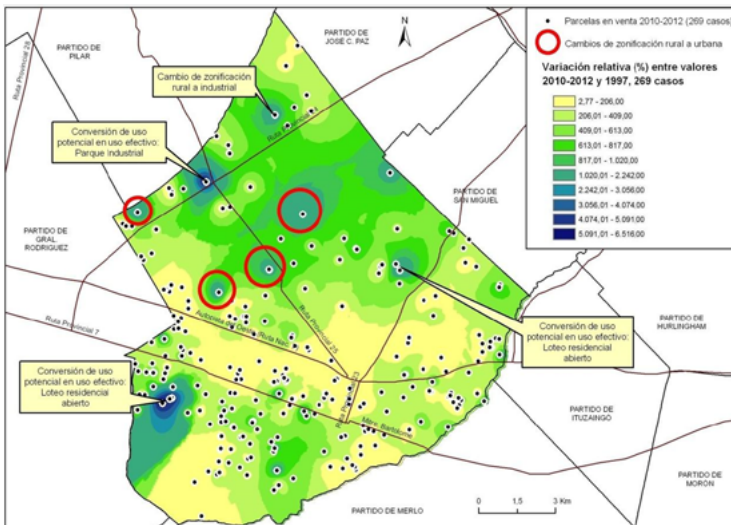 PARTIDO DE
PILAR
PARTIDO DE
JOSÉ C. PAZ
N
Ruta Provincial 28
Cambio de zonificación
rural a industrial
Conversión de uso
potencial en uso efectivo:
Parque industrial
PARTIDO DE
SAN MIGUEL
PARTIDO DE
GRAL.
RODRIGUEZ
Ruta Provincial 7
Ruta Provincial 25
Conversión de uso
potencial en uso efectivo:
Loteo residencial
abierto
PARTIDO DE
HURLINGHAM
Conversión de uso
potencial en uso efectivo:
Loteo residencial
abierto
PARTIDO DE
ITUZAINGO
PARTIDO DE
MORON
PARTIDO DE MERLO
0 1,5 3 Km
Parcelas en venta 2010-2012 (269 casos)
Cambios de zonificación rural a urbana
Variación relativa (%) entre valores
2010-2012 y 1997, 269 casos
2,77 - 206,00
206,01 - 409,00
409,01 - 613,00
613,01 - 817,00
817,01 - 1.020,00
1.020,01 - 2.242,00
2.242,01 - 3.056,00
3.056,01 - 4.074,00
4.074,01 - 5.091,00
5.091,01 - 6.516,00